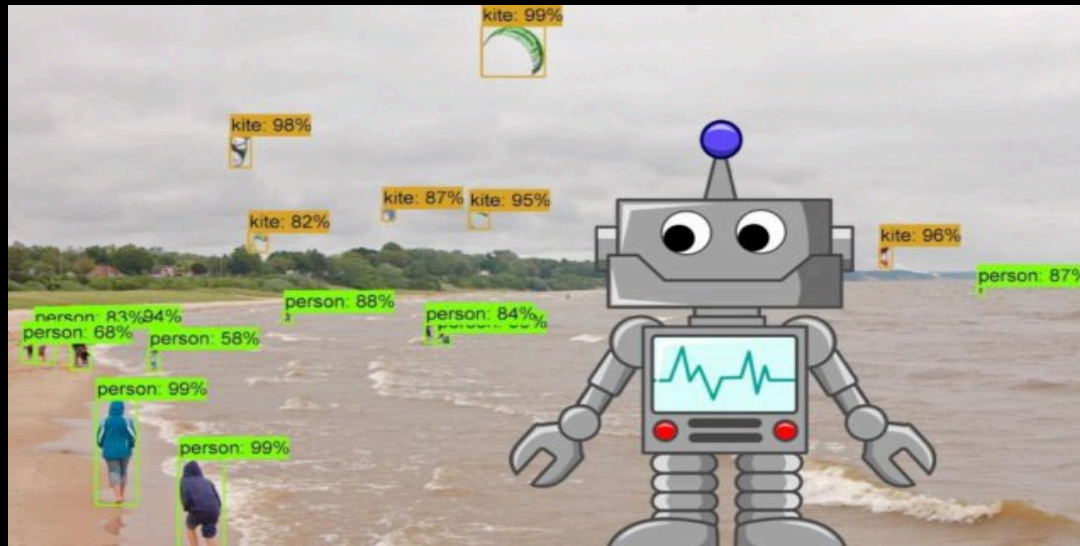 kite: 99%
kite: 98%
kite: 87%
kite: 95%
kite: 82%
kite: 96%
person: 87%
person: 88%
person: 84%
person:
person: 83%
94%
person: 68%
person: 58%
person: 99%
person: 99%